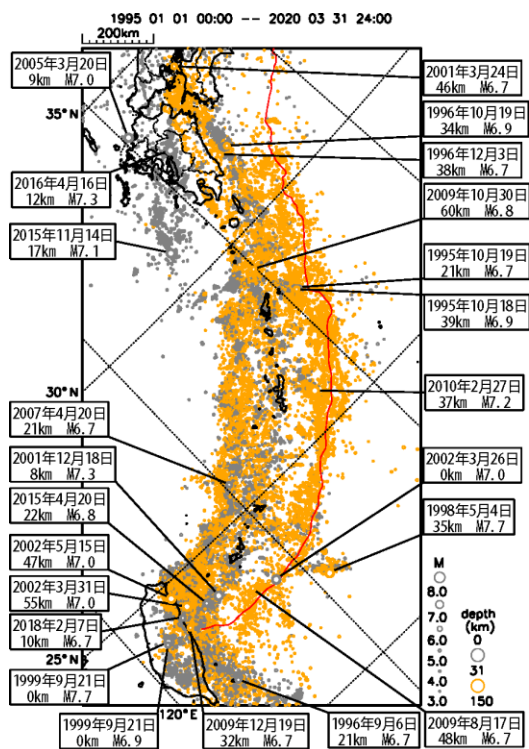 1995 01 01 00:00 -- 2020 03 31 24:00
200km
2005年3月20日
9km M7.0
35°N
2016年4月16日
12km M7.3
2015年11月14日
17km M7.1
30°N
2007年4月20日
21km M6.7
2001年12月18日
8km M7.3
2015年4月20日
22km M6.8
2002年5月15日
47km M7.0
2002年3月31日
55km M7.0
2018年2月7日
10km M6.7
25°N
1999年9月21日
0km M7.7
120°E
1999年9月21日
0km M6.9
2009年12月19日
32km M6.7
1996年9月6日
21km M6.7
2009年8月17日
48km M6.7
2001年3月24日
46km M6.7
1996年10月19日
34km M6.9
1996年12月3日
38km M6.7
2009年10月30日
60km M6.8
1995年10月19日
21km M6.7
1995年10月18日
39km M6.9
2010年2月27日
37km M7.2
2002年3月26日
0km M7.0
1998年5月4日
35km M7.7
M
8.0
7.0
6.0
5.0
4.0
3.0
depth
(km)
0
31
150